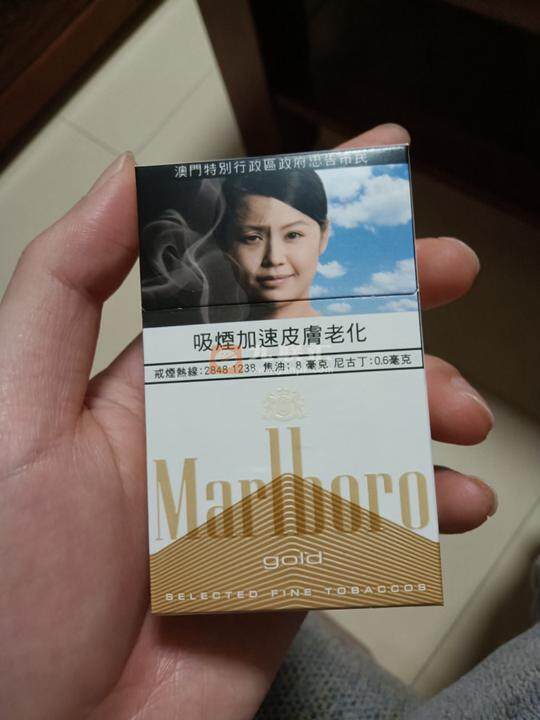 澳門特別行政區政府忠告市民
吸煙加速皮膚老化
戒煙熱線:2848 1238 焦油: 8 毫克 尼古丁:0.6毫克
Marlboro
gold
SELECTED FINE TOBACCOS